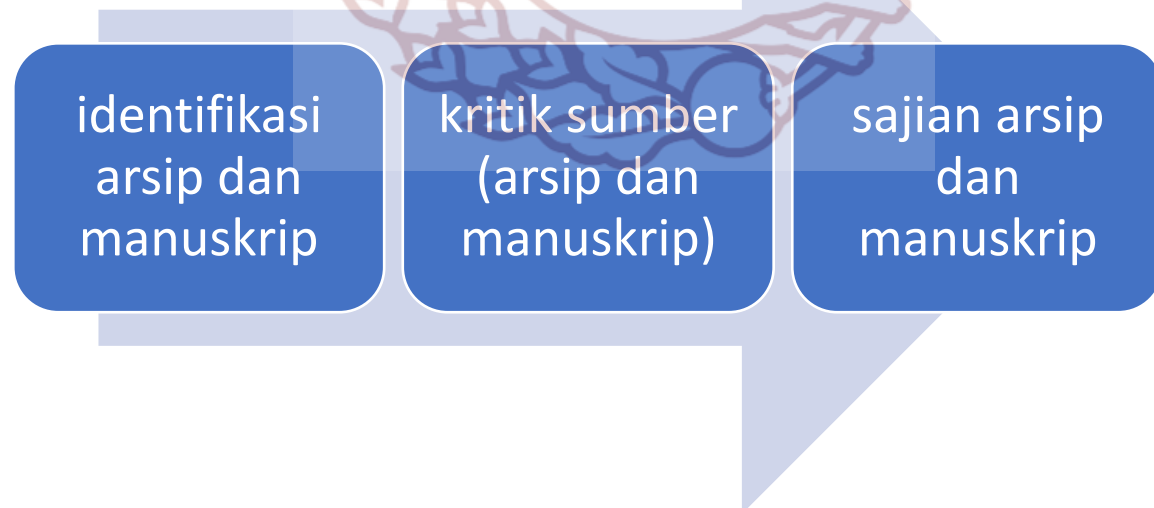 identifikasi
arsip dan
manuskrip
kritik sumber
(arsip dan
manuskrip)
sajian arsip
dan
manuskrip